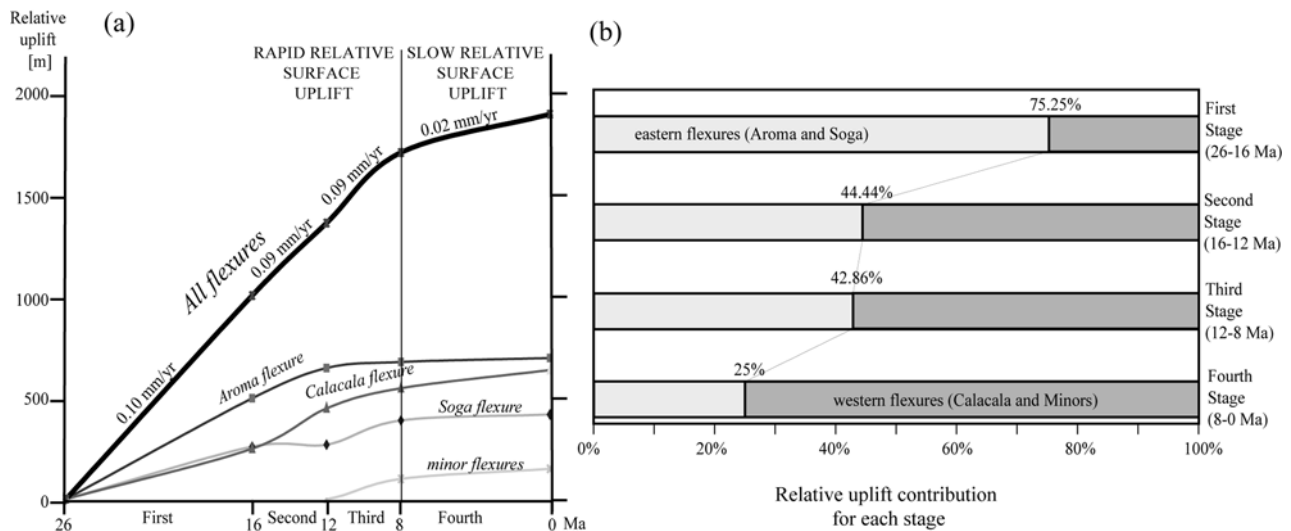 Relative
uplift
[m]
(a)
RAPID RELATIVE
SURFACE
UPLIFT
SLOW RELATIVE
SURFACE
UPLIFT
2000
1500
1000
500
0
0.10 mm/yr
0.09 mm/yr
0.09 mm/yr
0.02 mm/yr
All flexures
Aroma flexure
Calacala flexure
Soga flexure
minor flexures
26
First
16
Second
12
Third
8
Fourth
0
Ma
(b)
75.25%
eastern flexures (Aroma and Soga)
First
Stage
(26-16 Ma)
44.44%
Second
Stage
(16-12 Ma)
42.86%
Third
Stage
(12-8 Ma)
25%
western flexures (Calacala and Minors)
Fourth
Stage
(8-0 Ma)
0%
20%
40%
60%
80%
100%
Relative uplift contribution
for each stage